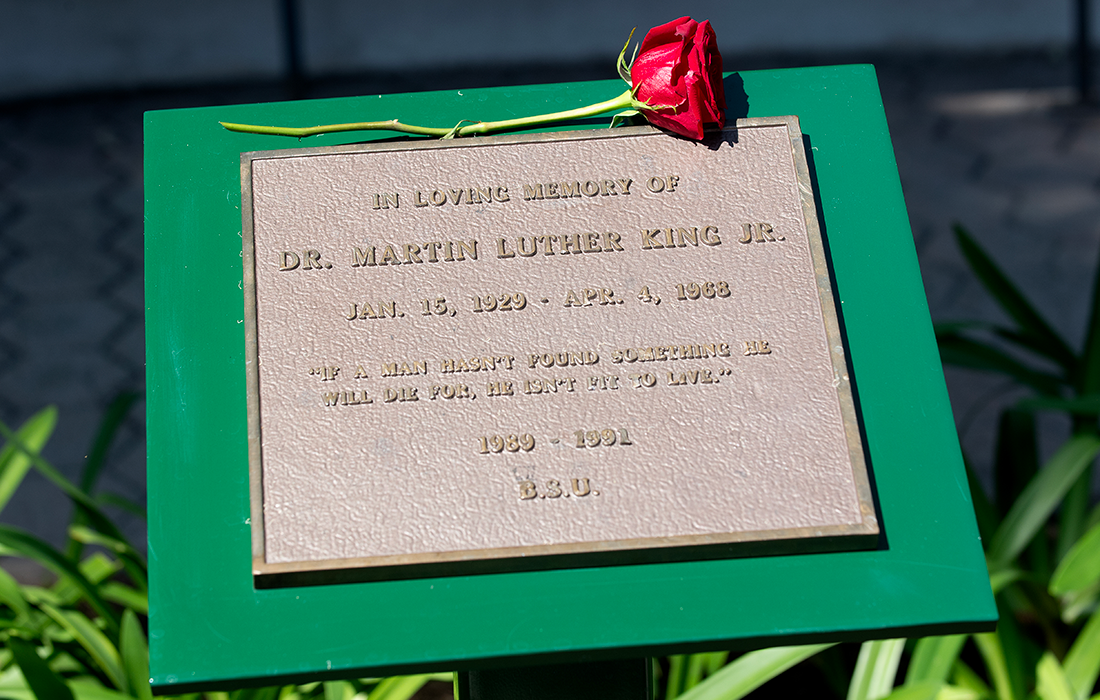 IN LOVING MEMORY OF
DR. MARTIN LUTHER KING JR.
JAN. 15, 1929 - APR. 4, 1968
"IF A MAN HASN'T FOUND SOMETHING HE
WILL DIE FOR, HE ISN'T FIT TO LIVE."
1989 - 1991
B.S.U.